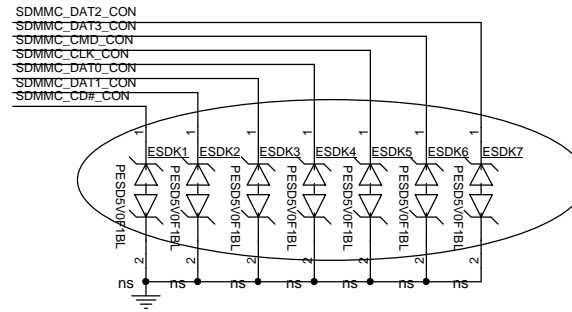 SDMMC_DAT2_CON
SDMMC_DAT3_CON
SDMMC_CMD_CON
SDMMC_CLK_CON
SDMMC_DAT0_CON
SDMMC_DAT1_CON
SDMMC_CD#_CON
1 1 1 1 1 1 1
ESDK1 ESDK2 ESDK3 ESDK4 ESDK5 ESDK6 ESDK7
PESD5V0F1BL PESD5V0F1BL PESD5V0F1BL PESD5V0F1BL PESD5V0F1BL PESD5V0F1BL PESD5V0F1BL
2 2 2 2 2 2 2
ns ns ns ns ns ns ns